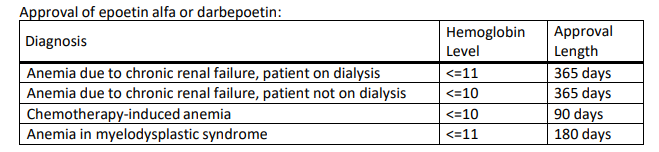 Approval of epoetin alfa or darbepoetin:
Diagnosis
Hemoglobin Level
Approval Length
Anemia due to chronic renal failure, patient on dialysis <=11 365 days
Anemia due to chronic renal failure, patient not on dialysis <=10 365 days
Chemotherapy-induced anemia <=10 90 days
Anemia in myelodysplastic syndrome <=11 180 days